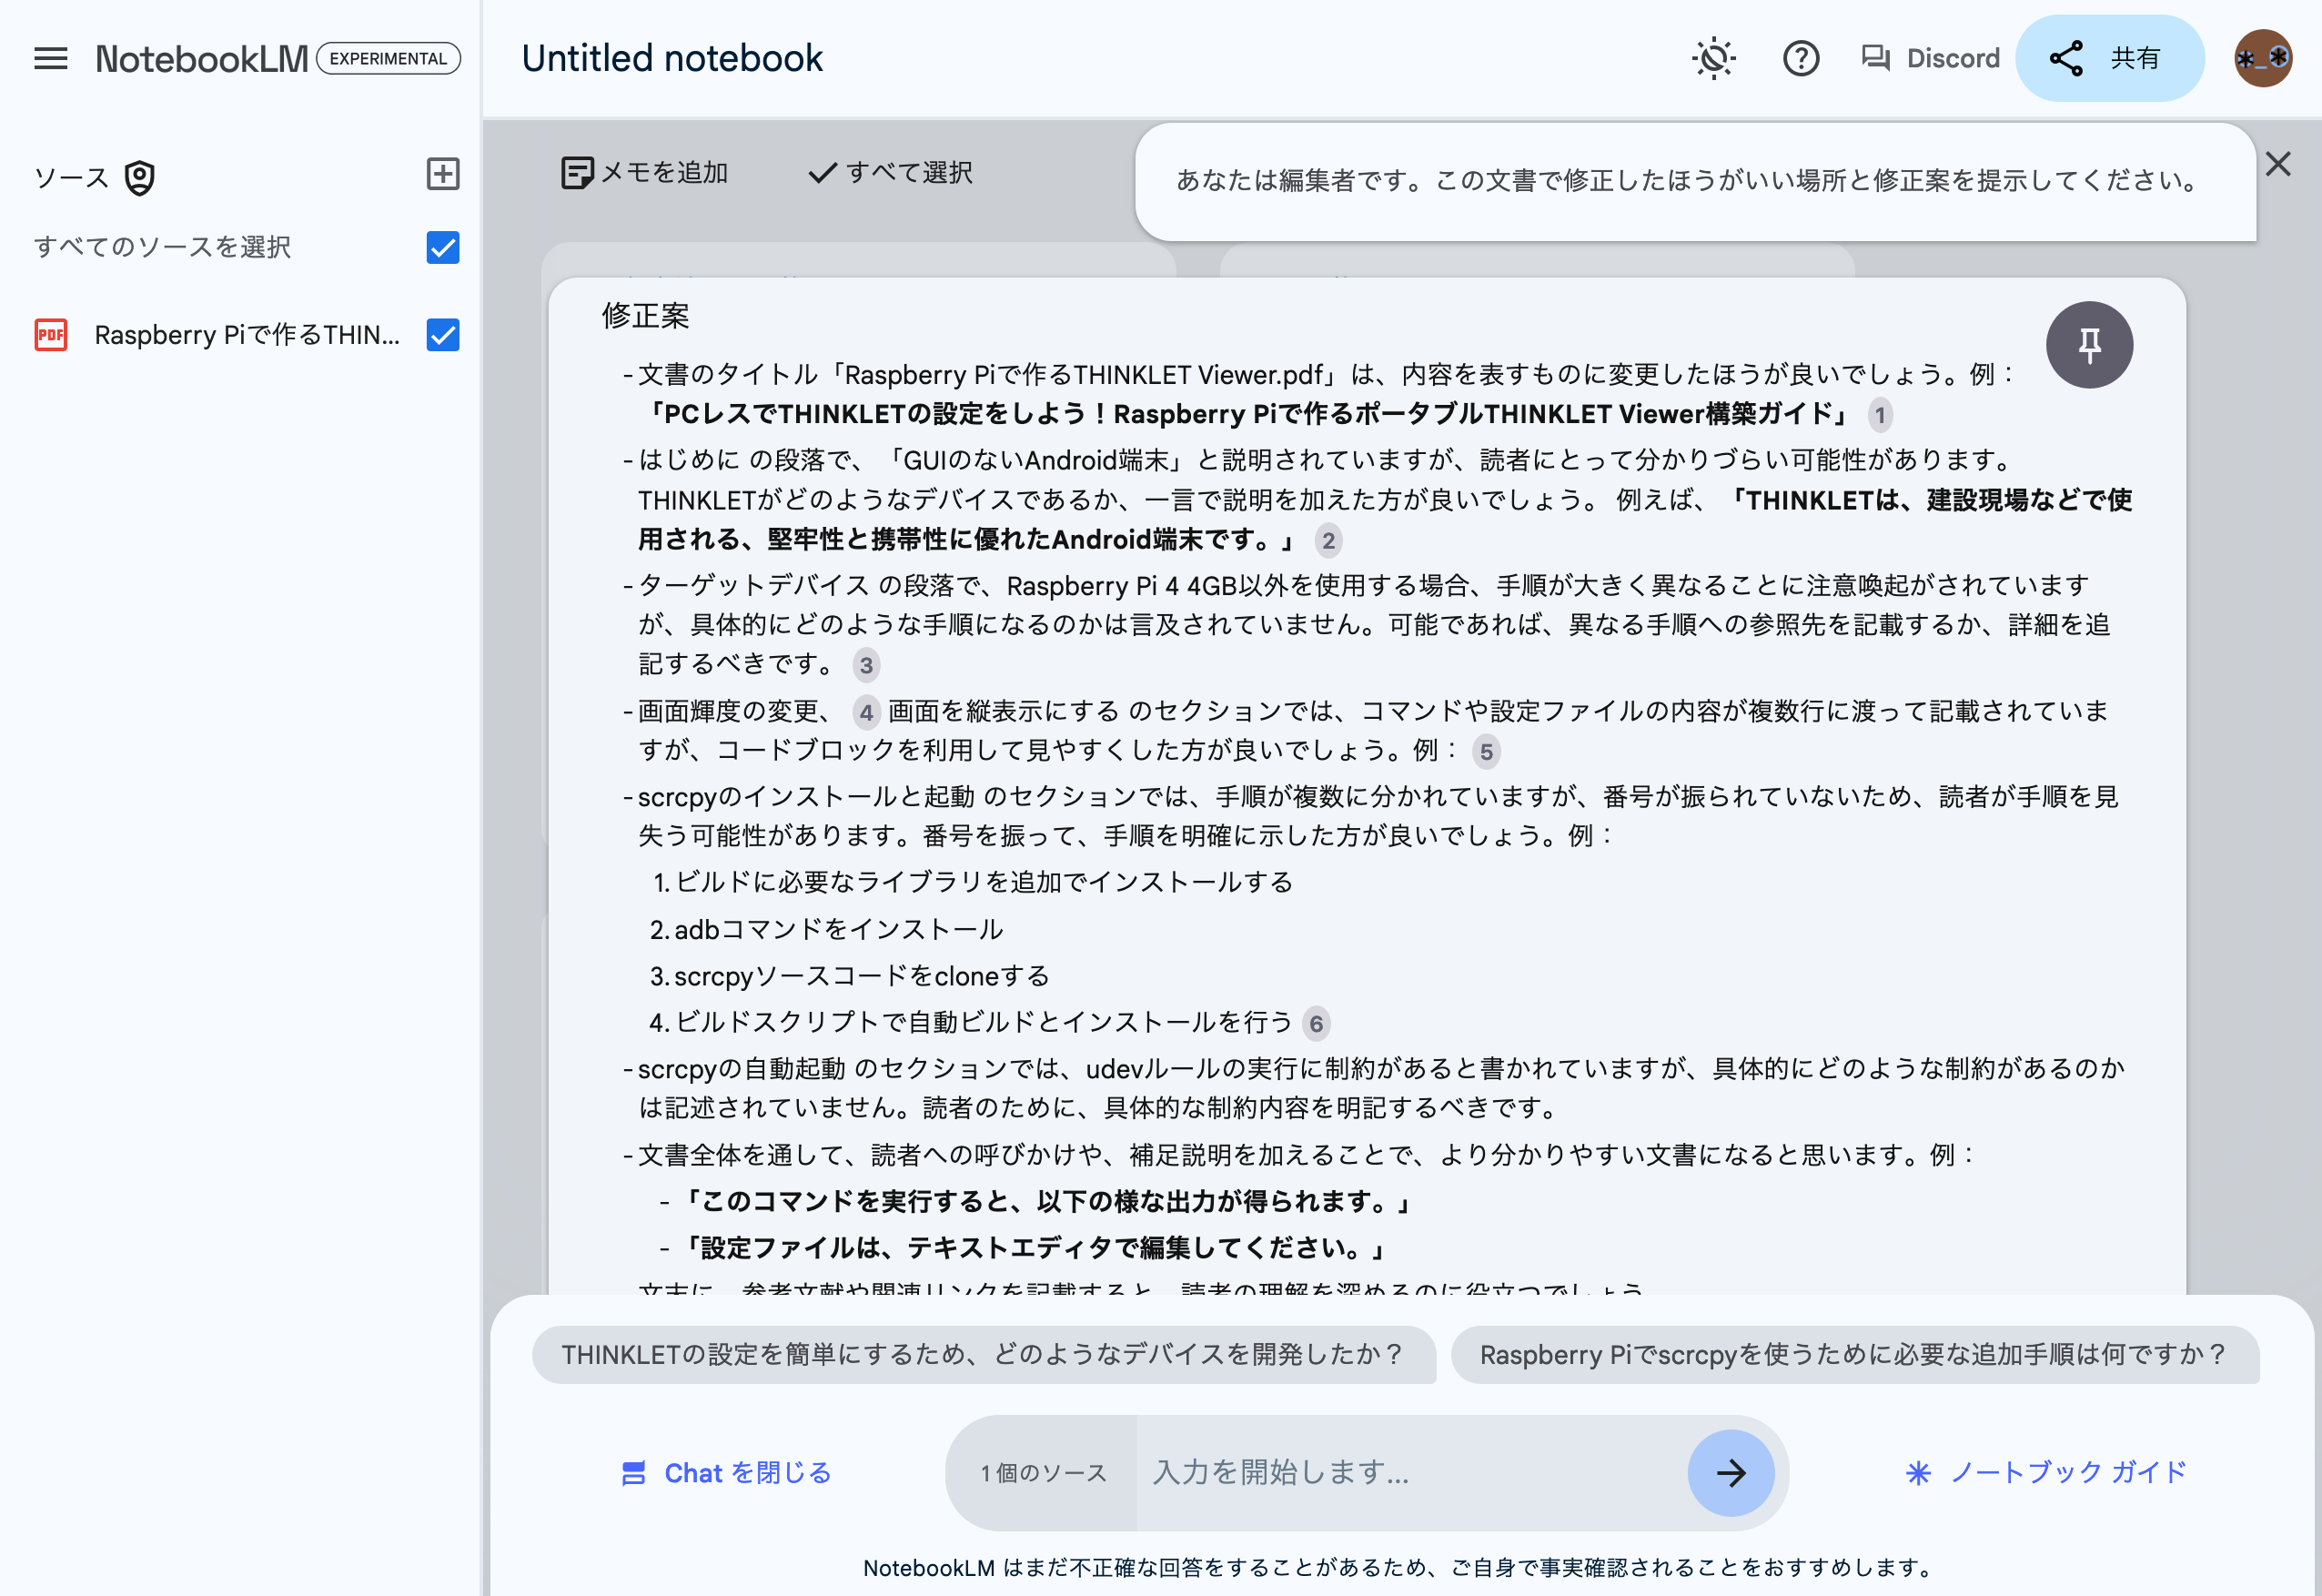 NotebookLM EXPERIMENTAL
Untitled notebook
Discord
共有
*_*
ソース
すべてのソースを選択
PDF Raspberry Piで作るTHIN...
メモを追加
すべて選択
あなたは編集者です。この文書で修正したほうがいい場所と修正案を提示してください。
修正案
- 文書のタイトル「Raspberry Piで作るTHINKLET Viewer.pdf」は、内容を表すものに変更したほうが良いでしょう。例：
「PCレスでTHINKLETの設定をしよう！Raspberry Piで作るポータブルTHINKLET Viewer構築ガイド」 1
- はじめに の段落で、「GUIのないAndroid端末」と説明されていますが、読者にとって分かりづらい可能性があります。
THINKLETがどのようなデバイスであるか、一言で説明を加えた方が良いでしょう。 例えば、「THINKLETは、建設現場などで使
用される、堅牢性と携帯性に優れたAndroid端末です。」 2
- ターゲットデバイス の段落で、Raspberry Pi 4 4GB以外を使用する場合、手順が大きく異なることに注意喚起がされています
が、具体的にどのような手順になるのかは言及されていません。可能であれば、異なる手順への参照先を記載するか、詳細を追
記するべきです。 3
- 画面輝度の変更、 4 画面を縦表示にする のセクションでは、コマンドや設定ファイルの内容が複数行に渡って記載されていま
すが、コードブロックを利用して見やすくした方が良いでしょう。例： 5
- scrcpyのインストールと起動 のセクションでは、手順が複数に分かれていますが、番号が振られていないため、読者が手順を見
失う可能性があります。番号を振って、手順を明確に示した方が良いでしょう。例：
1. ビルドに必要なライブラリを追加でインストールする
2. adbコマンドをインストール
3. scrcpyソースコードをcloneする
4. ビルドスクリプトで自動ビルドとインストールを行う 6
- scrcpyの自動起動 のセクションでは、udevルールの実行に制約があると書かれていますが、具体的にどのような制約があるのか
は記述されていません。読者のために、具体的な制約内容を明記するべきです。
- 文書全体を通して、読者への呼びかけや、補足説明を加えることで、より分かりやすい文書になると思います。例：
- 「このコマンドを実行すると、以下の様な出力が得られます。」
- 「設定ファイルは、テキストエディタで編集してください。」
文末に、参考文献や関連リンクを記載すると、読者の理解を深めるのに役立つでしょう
THINKLETの設定を簡単にするため、どのようなデバイスを開発したか？
Raspberry Piでscrcpyを使うために必要な追加手順は何ですか？
Chat を閉じる
1 個のソース
入力を開始します...
ノートブック ガイド
NotebookLM はまだ不正確な回答をすることがあるため、ご自身で事実確認されることをおすすめします。